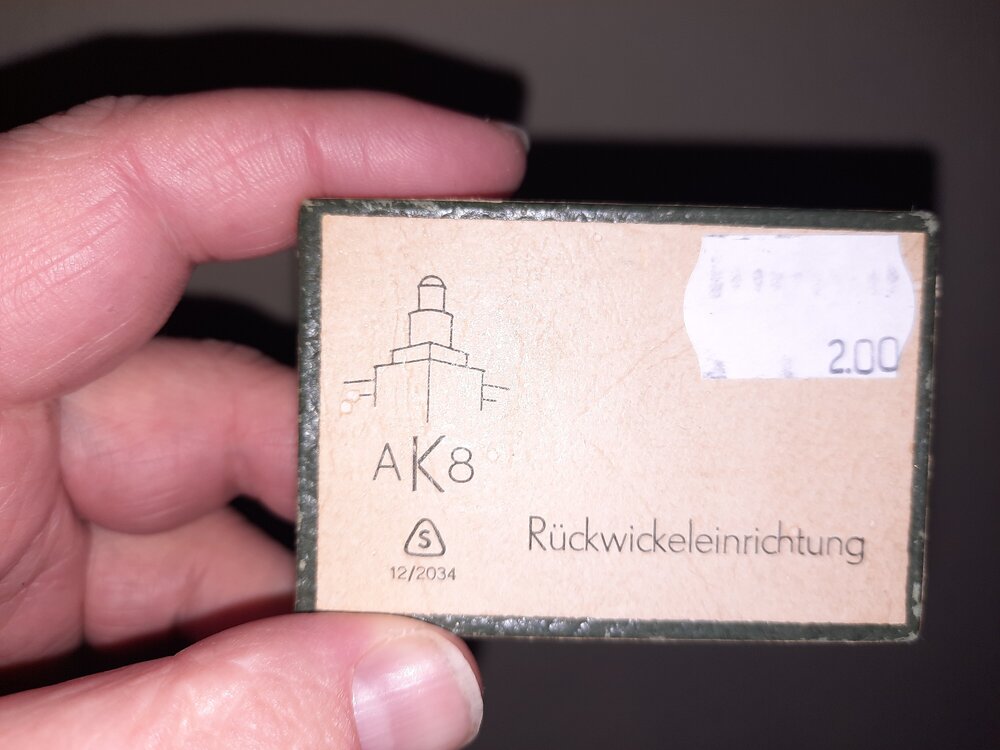 2.00
AK8
S
12/2034
Rückwickeleinrichtung